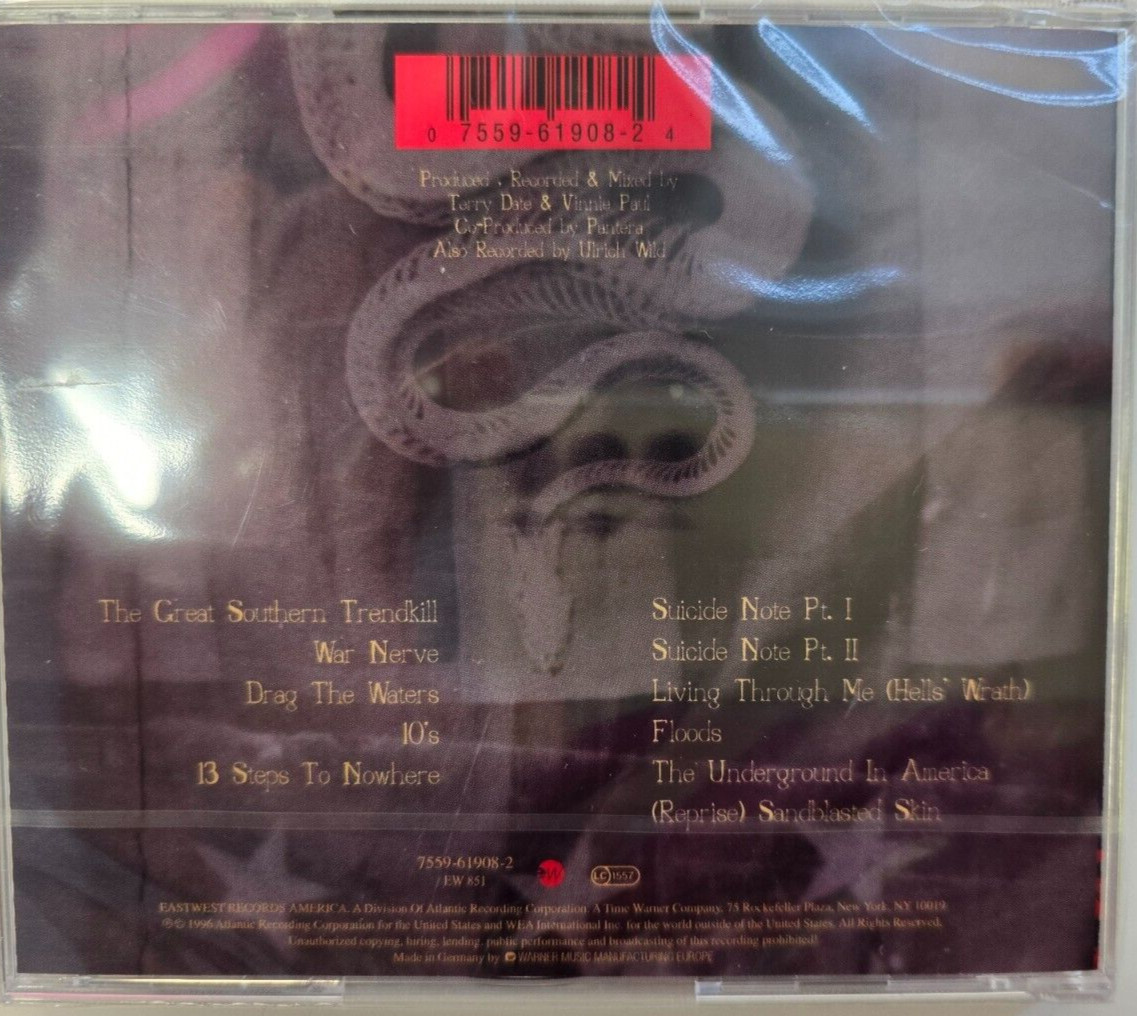 0 7559-61908-2 4
Produced, Recorded & Mixed by
Terry Date & Vinnie Paul
Co-Produced by Pantera
Also Recorded by Ulrich Wild
The Great Southern Trendkill
War Nerve
Drag The Waters
10's
13 Steps To Nowhere
Suicide Note Pt. I
Suicide Note Pt. II
Living Through Me (Hells' Wrath)
Floods
The Underground In America
(Reprise) Sandblasted Skin
7559-61908-2
EW 851
ew
LC 1557
EASTWEST RECORDS AMERICA. A Division Of Atlantic Recording Corporation. A Time Warner Company. 75 Rockefeller Plaza, New York, NY 10019.
℗ © 1996 Atlantic Recording Corporation for the United States and WEA International Inc. for the world outside of the United States. All Rights Reserved.
Unauthorized copying, hiring, lending, public performance and broadcasting of this recording prohibited!
Made in Germany by WARNER MUSIC MANUFACTURING EUROPE